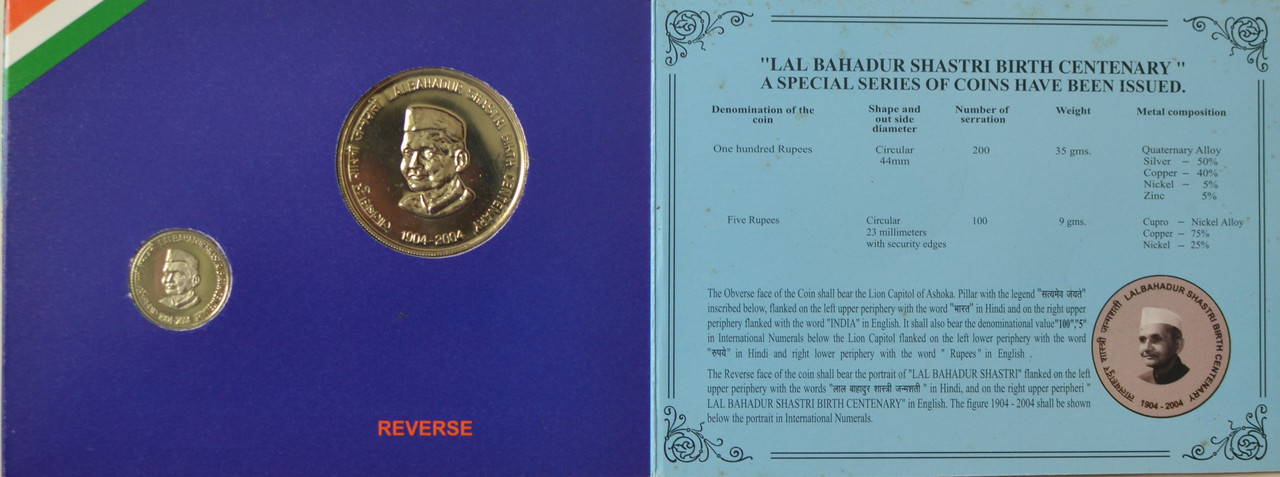 लालबहादुर शास्त्री जन्मशती LALBAHADUR SHASTRI BIRTH CENTENARY
1904-2004
REVERSE
"LAL BAHADUR SHASTRI BIRTH CENTENARY "
A SPECIAL SERIES OF COINS HAVE BEEN ISSUED.
Denomination of the coin Shape and out side diameter Number of serration Weight Metal composition
One hundred Rupees Circular 200 35 gms. Quaternary Alloy
44mm Silver – 50%
Copper – 40%
Nickel – 5%
Zinc 5%
Five Rupees Circular 100 9 gms. Cupro – Nickel Alloy
23 millimeters Copper – 75%
with security edges Nickel – 25%
The Obverse face of the Coin shall bear the Lion Capitol of Ashoka. Pillar with the legend "सत्यमेव जयते"
inscribed below, flanked on the left upper periphery with the word "भारत" in Hindi and on the right upper
periphery flanked with the word "INDIA" in English. It shall also bear the denominational value"100","5"
in International Numerals below the Lion Capitol flanked on the left lower periphery with the word
"रुपये" in Hindi and right lower periphery with the word " Rupees" in English .
The Reverse face of the coin shall bear the portrait of "LAL BAHADUR SHASTRI" flanked on the left
upper periphery with the words "लाल बाहादुर शास्त्री जन्मशती " in Hindi, and on the right upper peripheri "
LAL BAHADUR SHASTRI BIRTH CENTENARY" in English. The figure 1904 - 2004 shall be shown
below the portrait in International Numerals.
लालबहादुर शास्त्री जन्मशती LALBAHADUR SHASTRI BIRTH CENTENARY
1904 - 2004